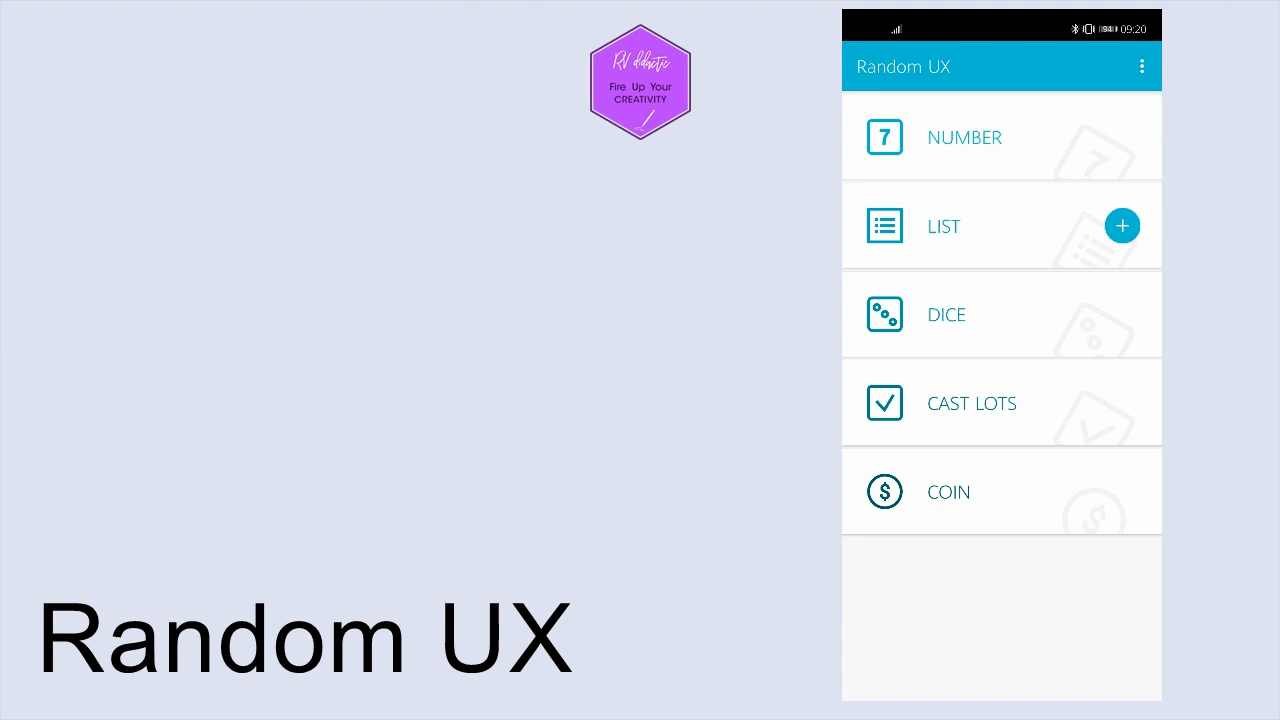 RV didactic
Fire Up Your
CREATIVITY
09:20
Random UX
7
NUMBER
LIST
DICE
CAST LOTS
$
COIN
Random UX